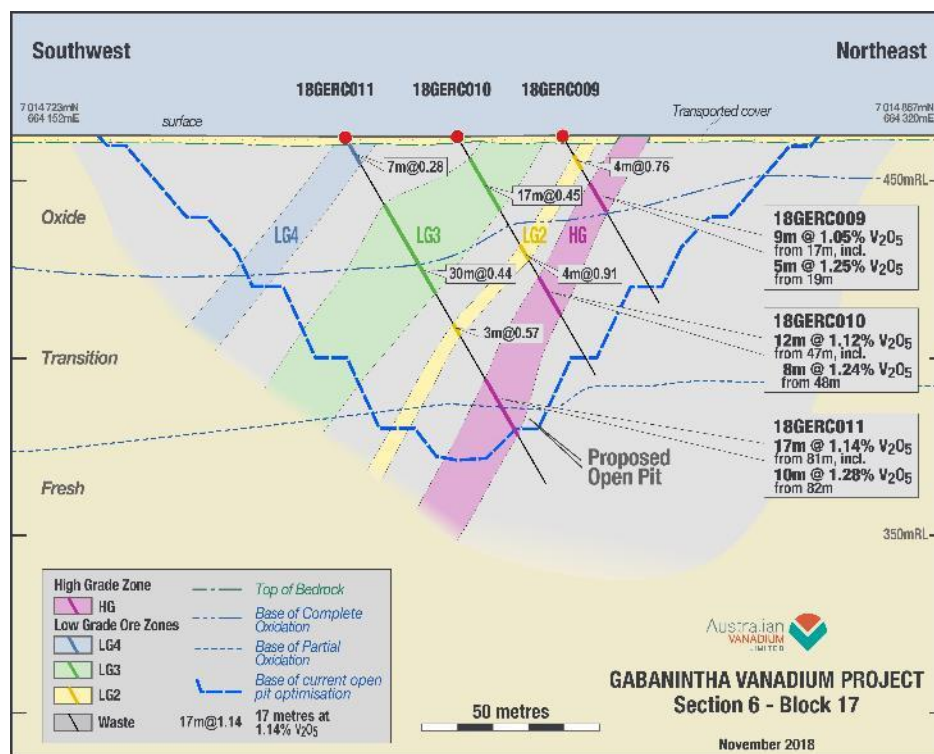 Southwest
Northeast
18GERC011
18GERC010
18GERC009
7 014 723mN
664 152mE
surface
Transported cover
7 014 867mN
664 320mE
7m@0.28
4m@0.76
17m@0.45
450mRL
Oxide
LG4
LG3
LG2
HG
30m@0.44
4m@0.91
3m@0.57
18GERC009
9m @ 1.05% V₂O₅
from 17m, incl.
5m @ 1.25% V₂O₅
from 19m
Transition
18GERC010
12m @ 1.12% V₂O₅
from 47m, incl.
8m @ 1.24% V₂O₅
from 48m
18GERC011
17m @ 1.14% V₂O₅
from 81m, incl.
10m @ 1.28% V₂O₅
from 82m
Proposed
Open Pit
Fresh
350mRL
High Grade Zone
HG
Low Grade Ore Zones
LG4
LG3
LG2
Waste
Top of Bedrock
Base of Complete
Oxidation
Base of Partial
Oxidation
Base of current open
pit optimisation
17m@1.14
17 metres at
1.14% V₂O₅
50 metres
Australian
VANADIUM
LIMITED
GABANINTHA VANADIUM PROJECT
Section 6 - Block 17
November 2018